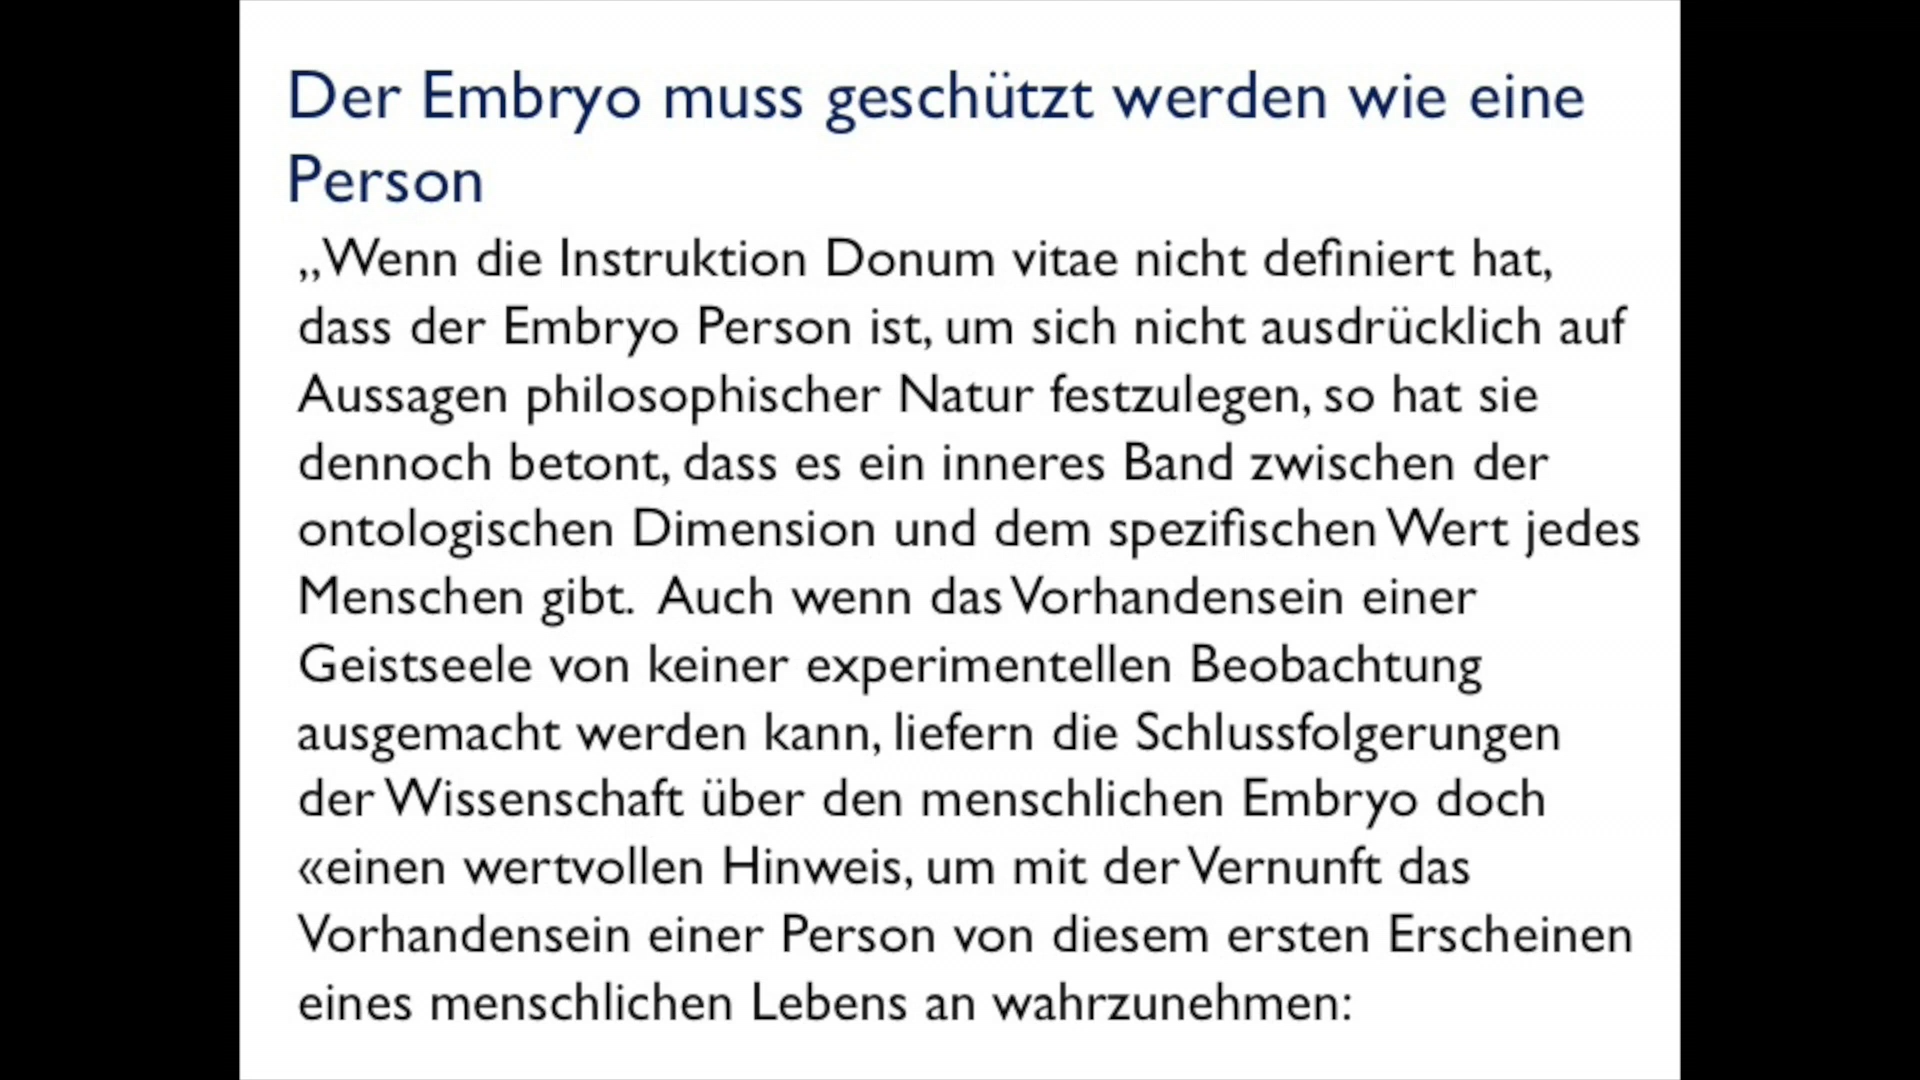 Der Embryo muss geschützt werden wie eine
Person
„Wenn die Instruktion Donum vitae nicht definiert hat,
dass der Embryo Person ist, um sich nicht ausdrücklich auf
Aussagen philosophischer Natur festzulegen, so hat sie
dennoch betont, dass es ein inneres Band zwischen der
ontologischen Dimension und dem spezifischen Wert jedes
Menschen gibt. Auch wenn das Vorhandensein einer
Geistseele von keiner experimentellen Beobachtung
ausgemacht werden kann, liefern die Schlussfolgerungen
der Wissenschaft über den menschlichen Embryo doch
«einen wertvollen Hinweis, um mit der Vernunft das
Vorhandensein einer Person von diesem ersten Erscheinen
eines menschlichen Lebens an wahrzunehmen: